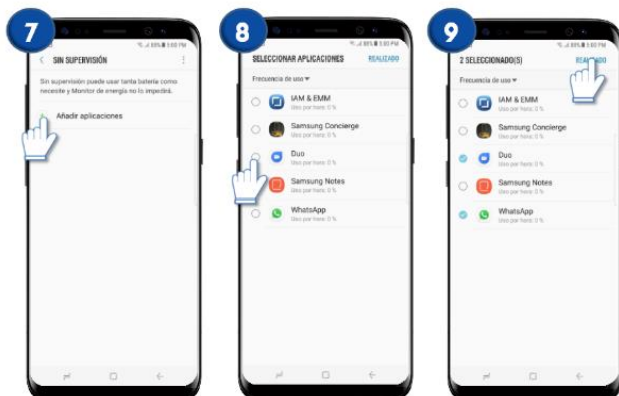 7
SIN SUPERVISIÓN
Sin supervisión puede usar tanta batería como
necesite y Monitor de energía no lo impedirá.
Añadir aplicaciones
8
SELECCIONAR APLICACIONES REALIZADO
Frecuencia de uso
IAM & EMM
Uso por hora: 0 %
Samsung Concierge
Uso por hora: 0 %
Duo
Uso por hora: 0 %
Samsung Notes
Uso por hora: 0 %
WhatsApp
Uso por hora: 0 %
9
2 SELECCIONADO(S)
Frecuencia de uso
IAM & EMM
Uso por hora: 0 %
Samsung Concierge
Uso por hora: 0 %
Duo
Uso por hora: 0 %
Samsung Notes
Uso por hora: 0 %
WhatsApp
Uso por hora: 0 %